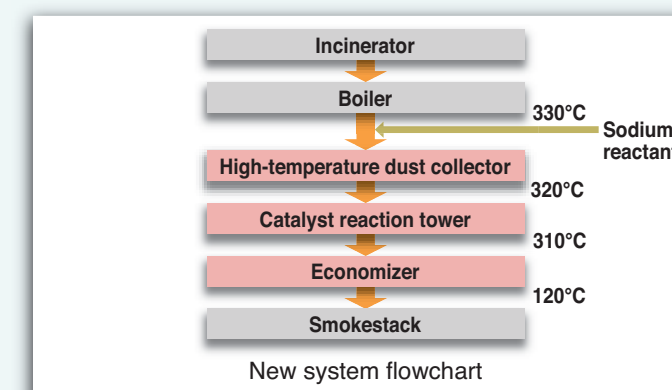 Incinerator
Boiler
330°C
Sodium
High-temperature dust collector
320°C
Catalyst reaction tower
310°C
Economizer
120°C
Smokestack
New system flowchart